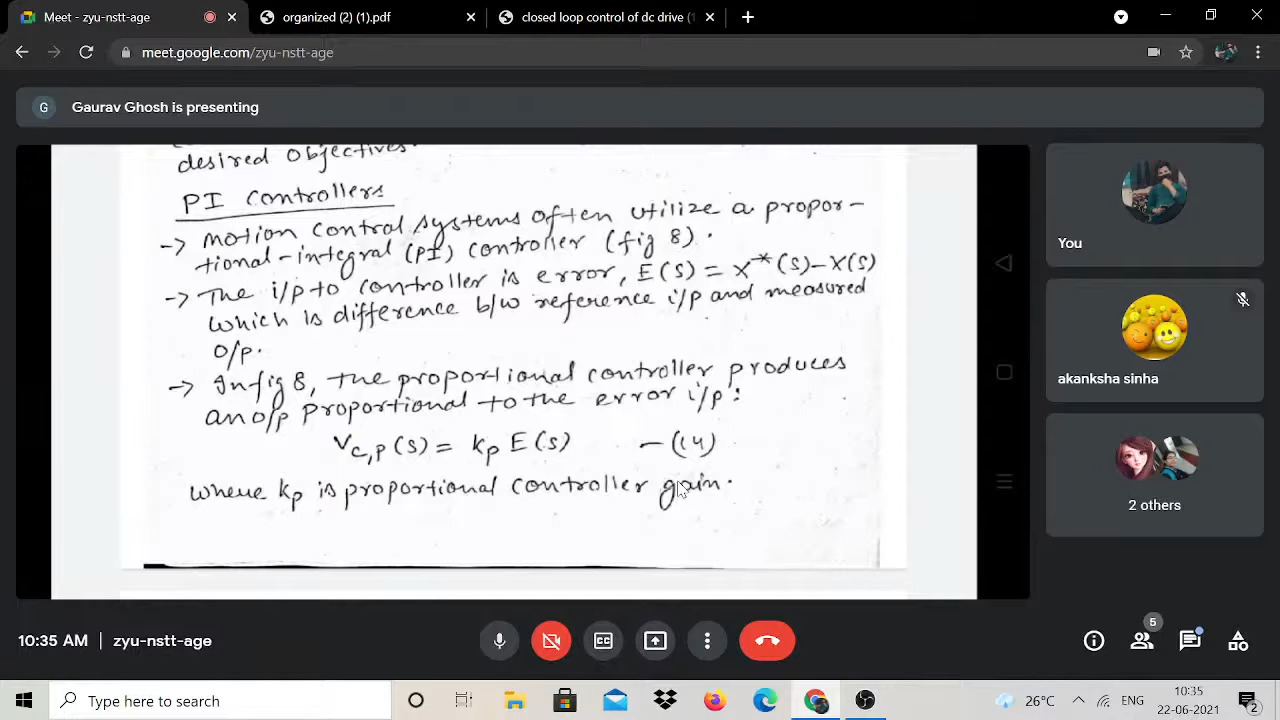 Meet - zyu-nstt-age
organized (2) (1).pdf
closed loop control of dc drive (1
meet.google.com/zyu-nstt-age
G
Gaurav Ghosh is presenting
desired objectives.
PI Controllers
-> Motion control systems often utilize a propor-
tional-integral (PI) controller (fig 8).
-> The i/p to controller is error, E(s) = X*(s)-X(s)
which is difference b/w reference i/p and measured
o/p.
-> In fig 8, the proportional controller produces
an o/p proportional to the error i/p:
Vc,p(s) = kp E(s) -(14)
where kp is proportional controller gain.
You
akanksha sinha
2 others
10:35 AM | zyu-nstt-age
5
Type here to search
26°C
ENG
10:35
22-06-2021
2